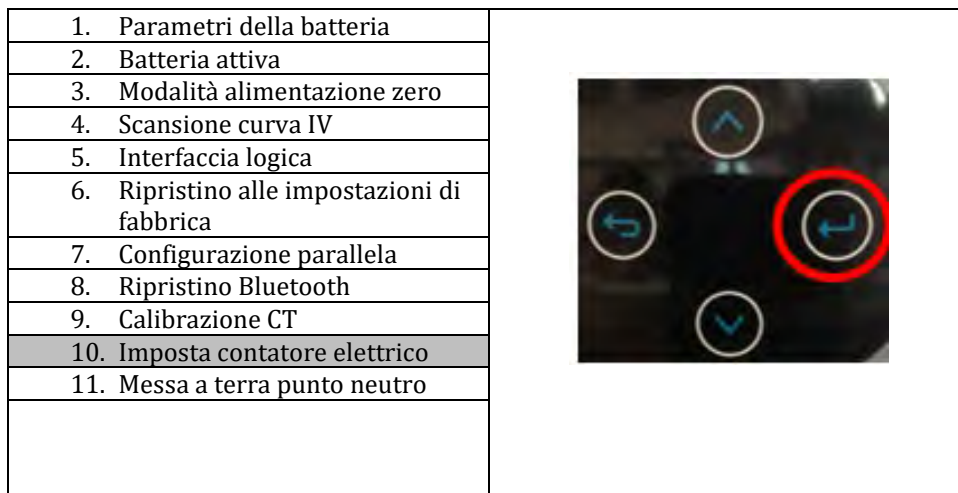 1. Parametri della batteria
2. Batteria attiva
3. Modalità alimentazione zero
4. Scansione curva IV
5. Interfaccia logica
6. Ripristino alle impostazioni di
fabbrica
7. Configurazione parallela
8. Ripristino Bluetooth
9. Calibrazione CT
10. Imposta contatore elettrico
11. Messa a terra punto neutro